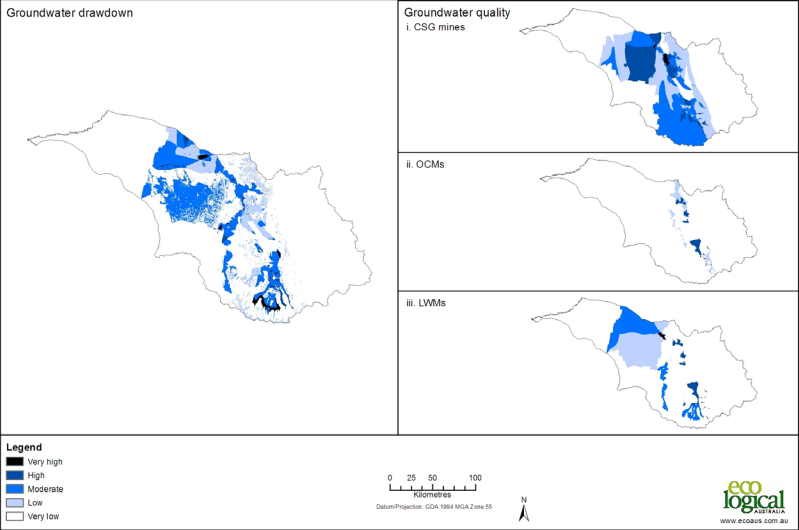 Groundwater drawdown
Groundwater quality
i. CSG mines
ii. OCMs
iii. LWMs
Legend
Very high
High
Moderate
Low
Very low
0 25 50 100
Kilometres
Datum/Projection: GDA 1994 MGA Zone 55
N
eco
logical
AUSTRALIA
www.ecoaus.com.au